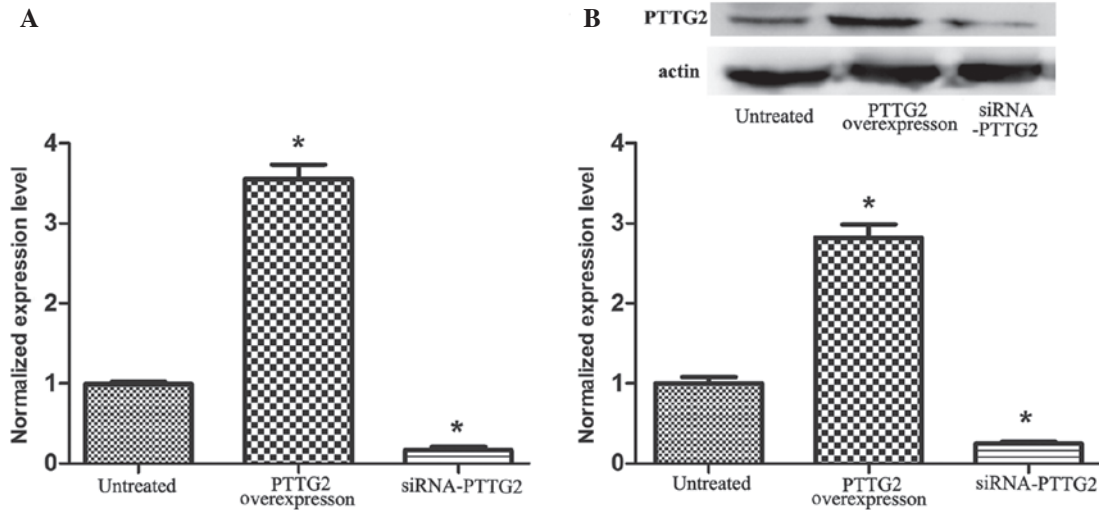 A
Normalized expression level
4
3
2
1
0
*
*
Untreated
PTTG2
overexpresson
siRNA-PTTG2
B
PTTG2
actin
Untreated
PTTG2
overexpresson
siRNA
-PTTG2
Normalized expression level
4
3
2
1
0
*
*
Untreated
PTTG2
overexpresson
siRNA-PTTG2